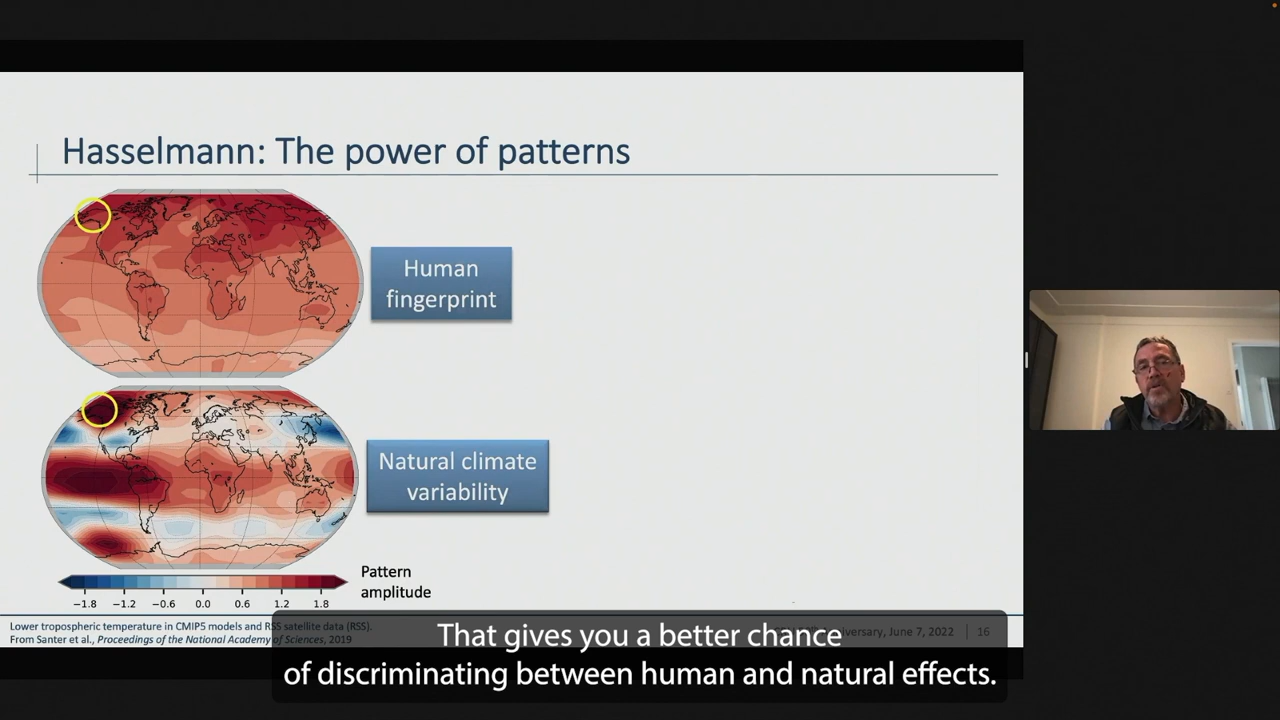 Hasselmann: The power of patterns
Human
fingerprint
Natural climate
variability
Pattern
amplitude
−1.8 −1.2 −0.6 0.0 0.6 1.2 1.8
Lower tropospheric temperature in CMIP5 models and RSS satellite data (RSS).
From Santer et al., Proceedings of the National Academy of Sciences, 2019
Anniversary, June 7, 2022 | 16
That gives you a better chance
of discriminating between human and natural effects.